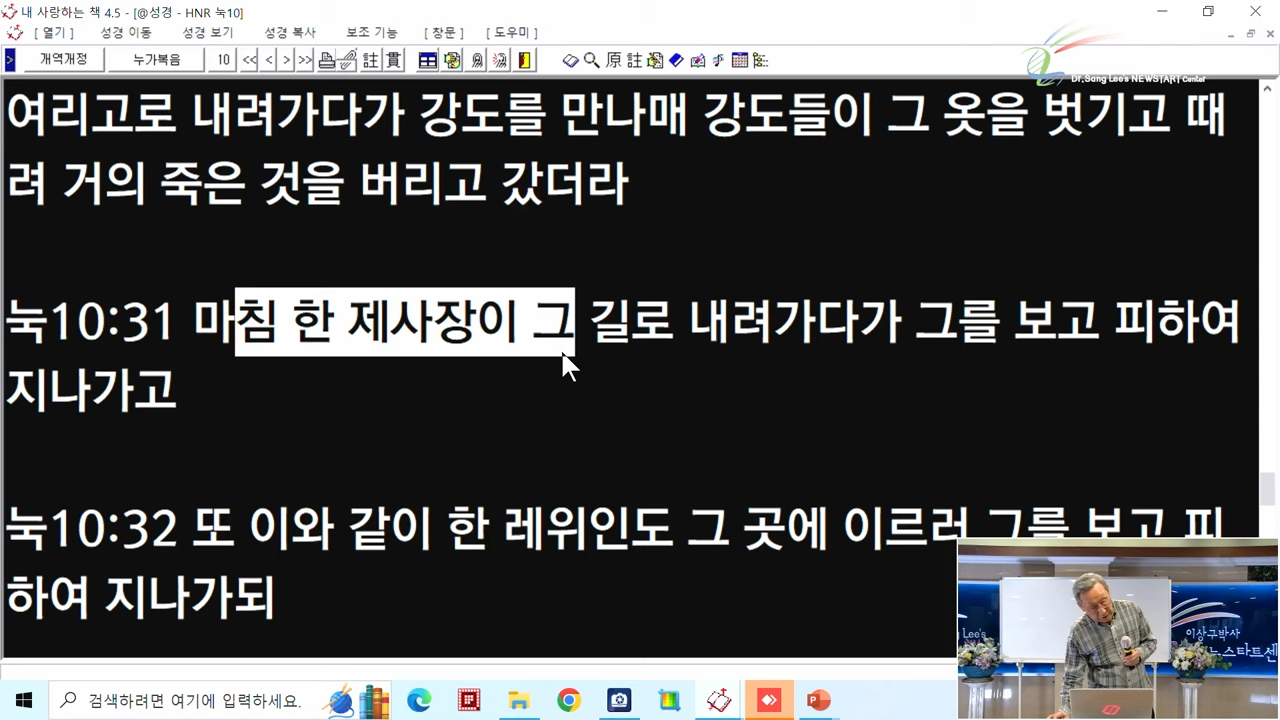 내 사랑하는 책 4.5 - [@성경 - HNR 눅10]
[ 열기 ] 성경 이동 성경 보기 성경 복사 보조 기능 [ 창문 ] [ 도우미 ]
개역개정 누가복음 10 << < > >> 註 貫 原 註
Dr.Sang Lee's NEWSTART Center
여리고로 내려가다가 강도를 만나매 강도들이 그 옷을 벗기고 때
려 거의 죽은 것을 버리고 갔더라
눅10:31 마침 한 제사장이 그 길로 내려가다가 그를 보고 피하여
지나가고
눅10:32 또 이와 같이 한 레위인도 그 곳에 이르러 그를 보고 피
하여 지나가되
Lee's
이상구박사
뉴스타트센
검색하려면 여기에 입력하세요.